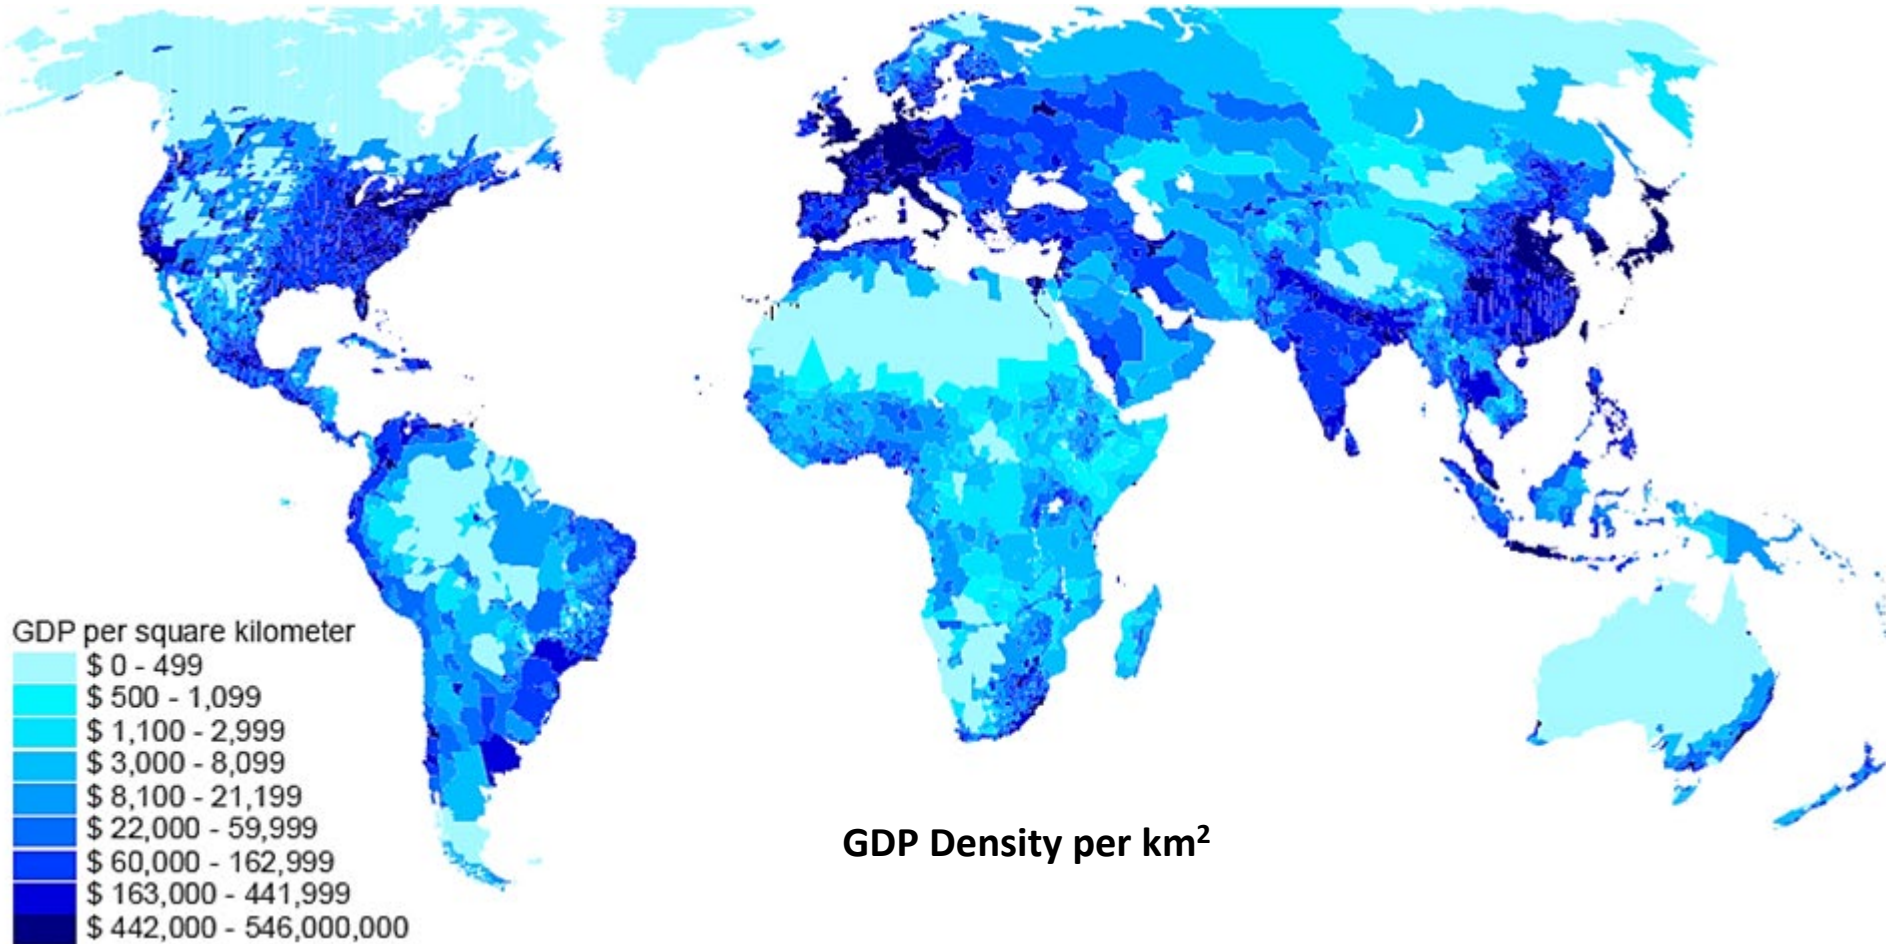 GDP per square kilometer
$ 0 - 499
$ 500 - 1,099
$ 1,100 - 2,999
$ 3,000 - 8,099
$ 8,100 - 21,199
$ 22,000 - 59,999
$ 60,000 - 162,999
$ 163,000 - 441,999
$ 442,000 - 546,000,000
GDP Density per km²